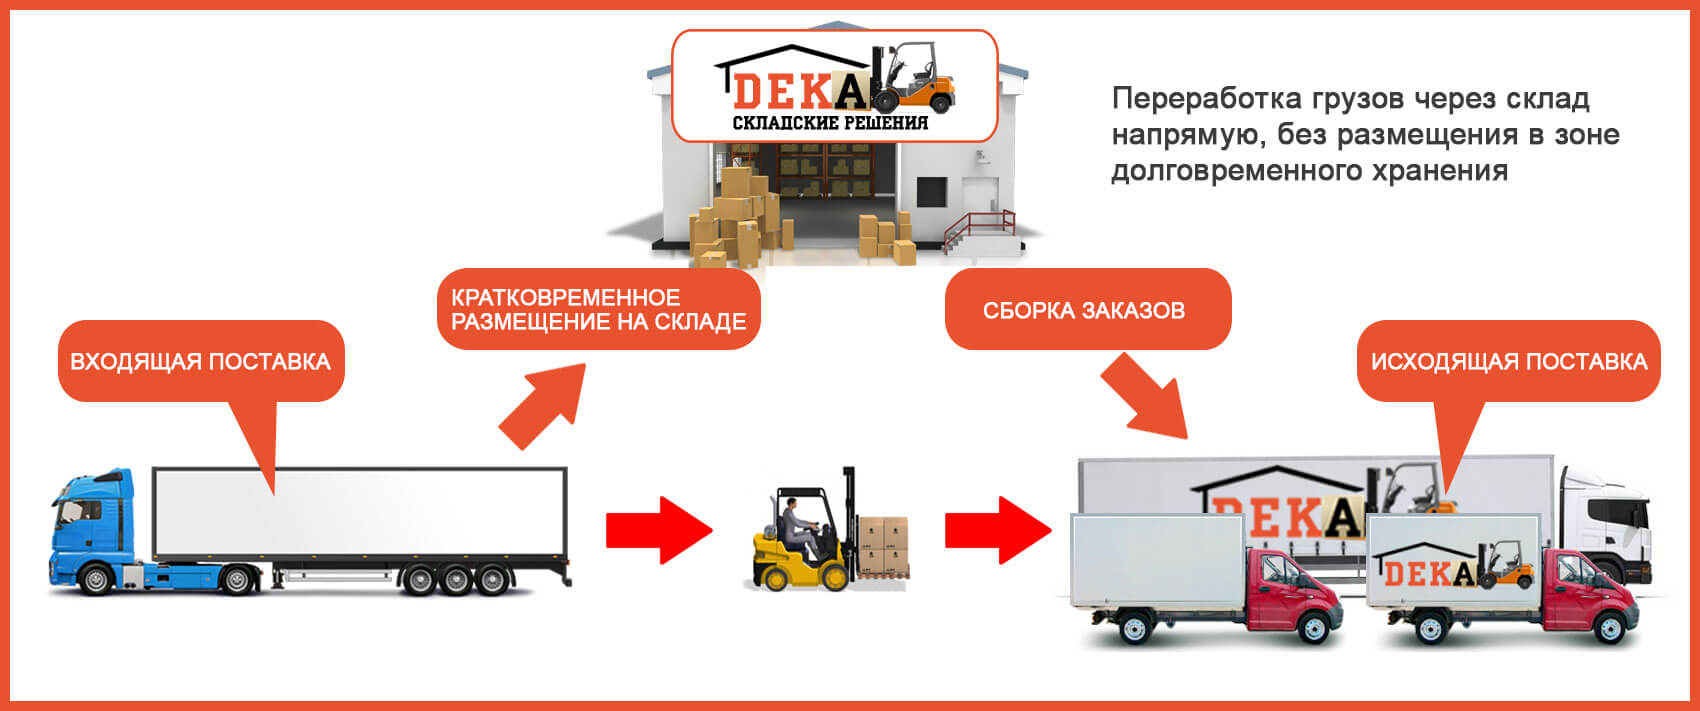 DEKA
СКЛАДСКИЕ РЕШЕНИЯ
Переработка грузов через склад
напрямую, без размещения в зоне
долговременного хранения
КРАТКОВРЕМЕННОЕ
РАЗМЕЩЕНИЕ НА СКЛАДЕ
СБОРКА ЗАКАЗОВ
ВХОДЯЩАЯ ПОСТАВКА
ИСХОДЯЩАЯ ПОСТАВКА
DEKA
DEKA